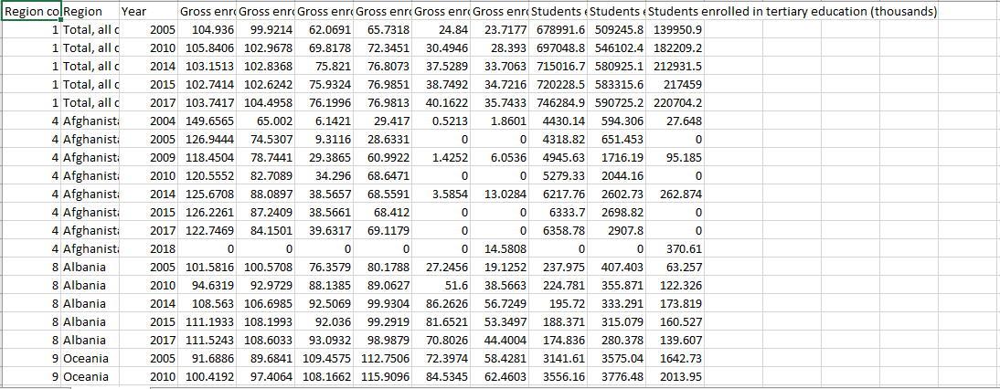 Region co Region Year Gross enr Gross enr Gross enr Gross enr Gross enr Gross enr Students e Students e Students enrolled in tertiary education (thousands)
1 Total, all c 2005 104.936 99.9214 62.0691 65.7318 24.84 23.7177 678991.6 509245.8 139950.9
1 Total, all c 2010 105.8406 102.9678 69.8178 72.3451 30.4946 28.393 697048.8 546102.4 182209.2
1 Total, all c 2014 103.1513 102.8368 75.821 76.8073 37.5289 33.7063 715016.7 580925.1 212931.5
1 Total, all c 2015 102.7414 102.6242 75.9324 76.9851 38.7492 34.7216 720228.5 583315.6 217459
1 Total, all c 2017 103.7417 104.4958 76.1996 76.9813 40.1622 35.7433 746284.9 590725.2 220704.2
4 Afghanista 2004 149.6565 65.002 6.1421 29.417 0.5213 1.8601 4430.14 594.306 27.648
4 Afghanista 2005 126.9444 74.5307 9.3116 28.6331 0 0 4318.82 651.453 0
4 Afghanista 2009 118.4504 78.7441 29.3865 60.9922 1.4252 6.0536 4945.63 1716.19 95.185
4 Afghanista 2010 120.5552 82.7089 34.296 68.6471 0 0 5279.33 2044.16 0
4 Afghanista 2014 125.6708 88.0897 38.5657 68.5591 3.5854 13.0284 6217.76 2602.73 262.874
4 Afghanista 2015 126.2261 87.2409 38.5661 68.412 0 0 6333.7 2698.82 0
4 Afghanista 2017 122.7469 84.1501 39.6317 69.1179 0 0 6358.78 2907.8 0
4 Afghanista 2018 0 0 0 0 0 14.5808 0 0 370.61
8 Albania 2005 101.5816 100.5708 76.3579 80.1788 27.2456 19.1252 237.975 407.403 63.257
8 Albania 2010 94.6319 92.9729 88.1385 89.0627 51.6 38.5663 224.781 355.871 122.326
8 Albania 2014 108.563 106.6985 92.5069 99.9304 86.2626 56.7249 195.72 333.291 173.819
8 Albania 2015 111.1933 108.1993 92.036 99.2919 81.6521 53.3497 188.371 315.079 160.527
8 Albania 2017 111.5243 108.6033 93.0932 98.9879 70.8026 44.4004 174.836 280.378 139.607
9 Oceania 2005 91.6886 89.6841 109.4575 112.7506 72.3974 58.4281 3141.61 3575.04 1642.73
9 Oceania 2010 100.4192 97.4064 108.1662 115.9096 84.5345 62.4603 3556.16 3776.48 2013.95